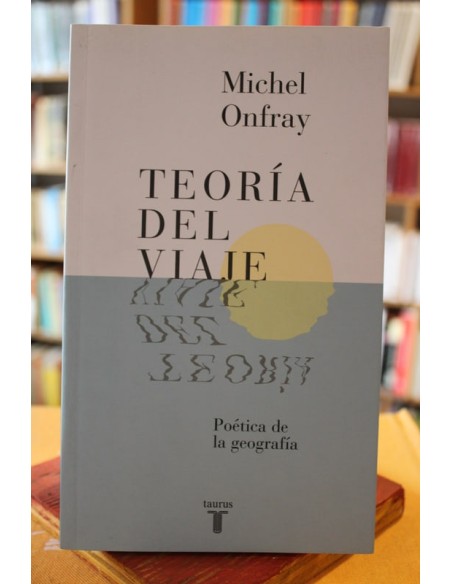 Michel
Onfray
TEORÍA
DEL
VIAJE
Poética de
la geografía
taurus